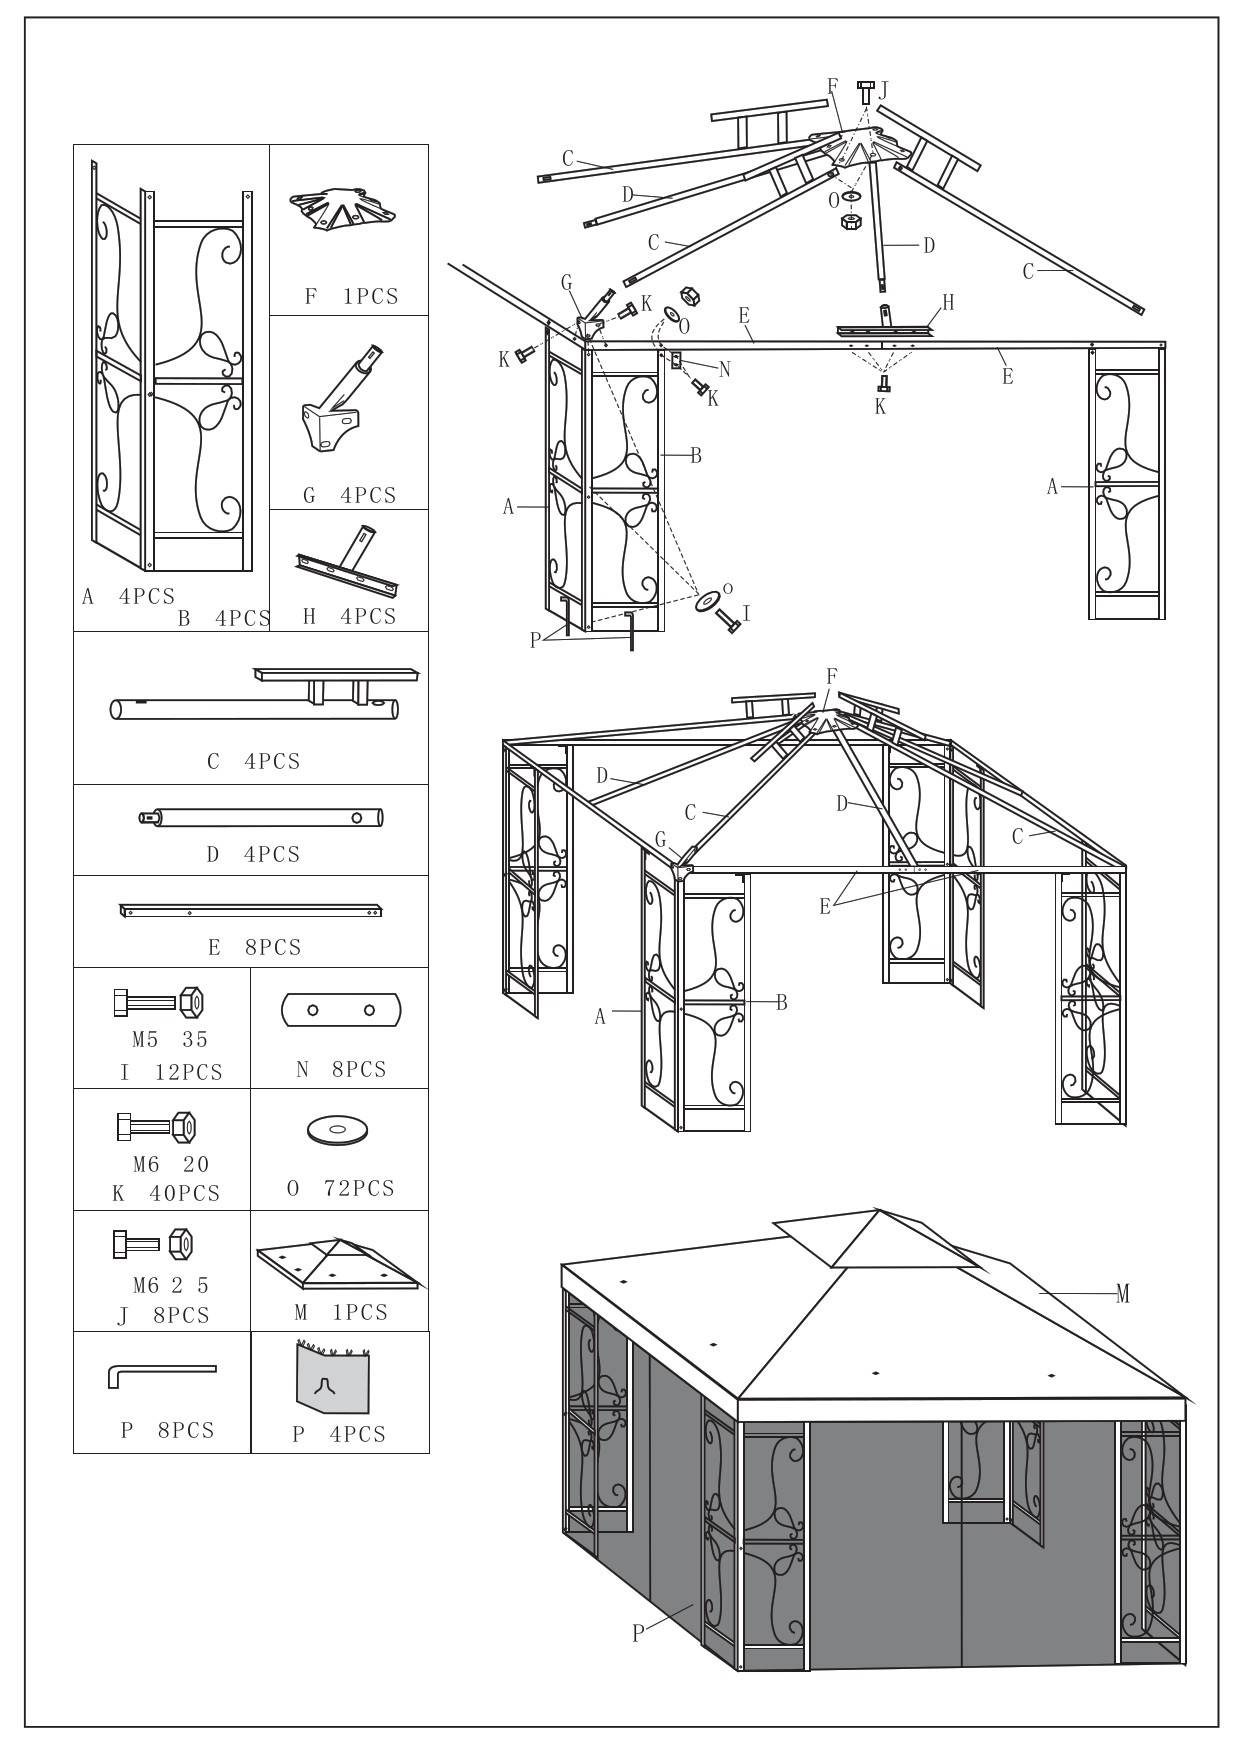 F 1PCS
G 4PCS
A 4PCS
B 4PCS
H 4PCS
C 4PCS
D 4PCS
E 8PCS
M5 35
I 12PCS
N 8PCS
M6 20
K 40PCS
O 72PCS
M6 2 5
J 8PCS
M 1PCS
P 8PCS
P 4PCS
F
J
C
D
O
C
D
C
G
K
O
E
H
K
N
K
K
E
B
A
A
O
I
P
F
D
C
D
C
G
E
A
B
M
P